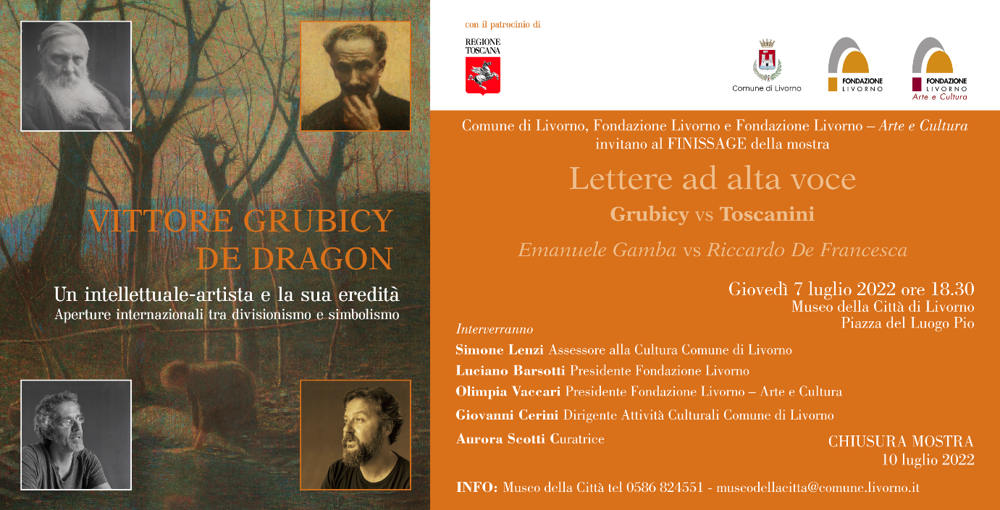 VITTORE GRUBICY
DE DRAGON
Un intellettuale-artista e la sua eredità
Aperture internazionali tra divisionismo e simbolismo
con il patrocinio di
REGIONE
TOSCANA
Comune di Livorno
FONDAZIONE
LIVORNO
FONDAZIONE
LIVORNO
Arte e Cultura
Comune di Livorno, Fondazione Livorno e Fondazione Livorno – Arte e Cultura
invitano al FINISSAGE della mostra
Lettere ad alta voce
Grubicy vs Toscanini
Emanuele Gamba vs Riccardo De Francesca
Giovedì 7 luglio 2022 ore 18.30
Museo della Città di Livorno
Piazza del Luogo Pio
Interverranno
Simone Lenzi Assessore alla Cultura Comune di Livorno
Luciano Barsotti Presidente Fondazione Livorno
Olimpia Vaccari Presidente Fondazione Livorno – Arte e Cultura
Giovanni Cerini Dirigente Attività Culturali Comune di Livorno
Aurora Scotti Curatrice
CHIUSURA MOSTRA
10 luglio 2022
INFO: Museo della Città tel 0586 824551 - museodellacitta@comune.livorno.it